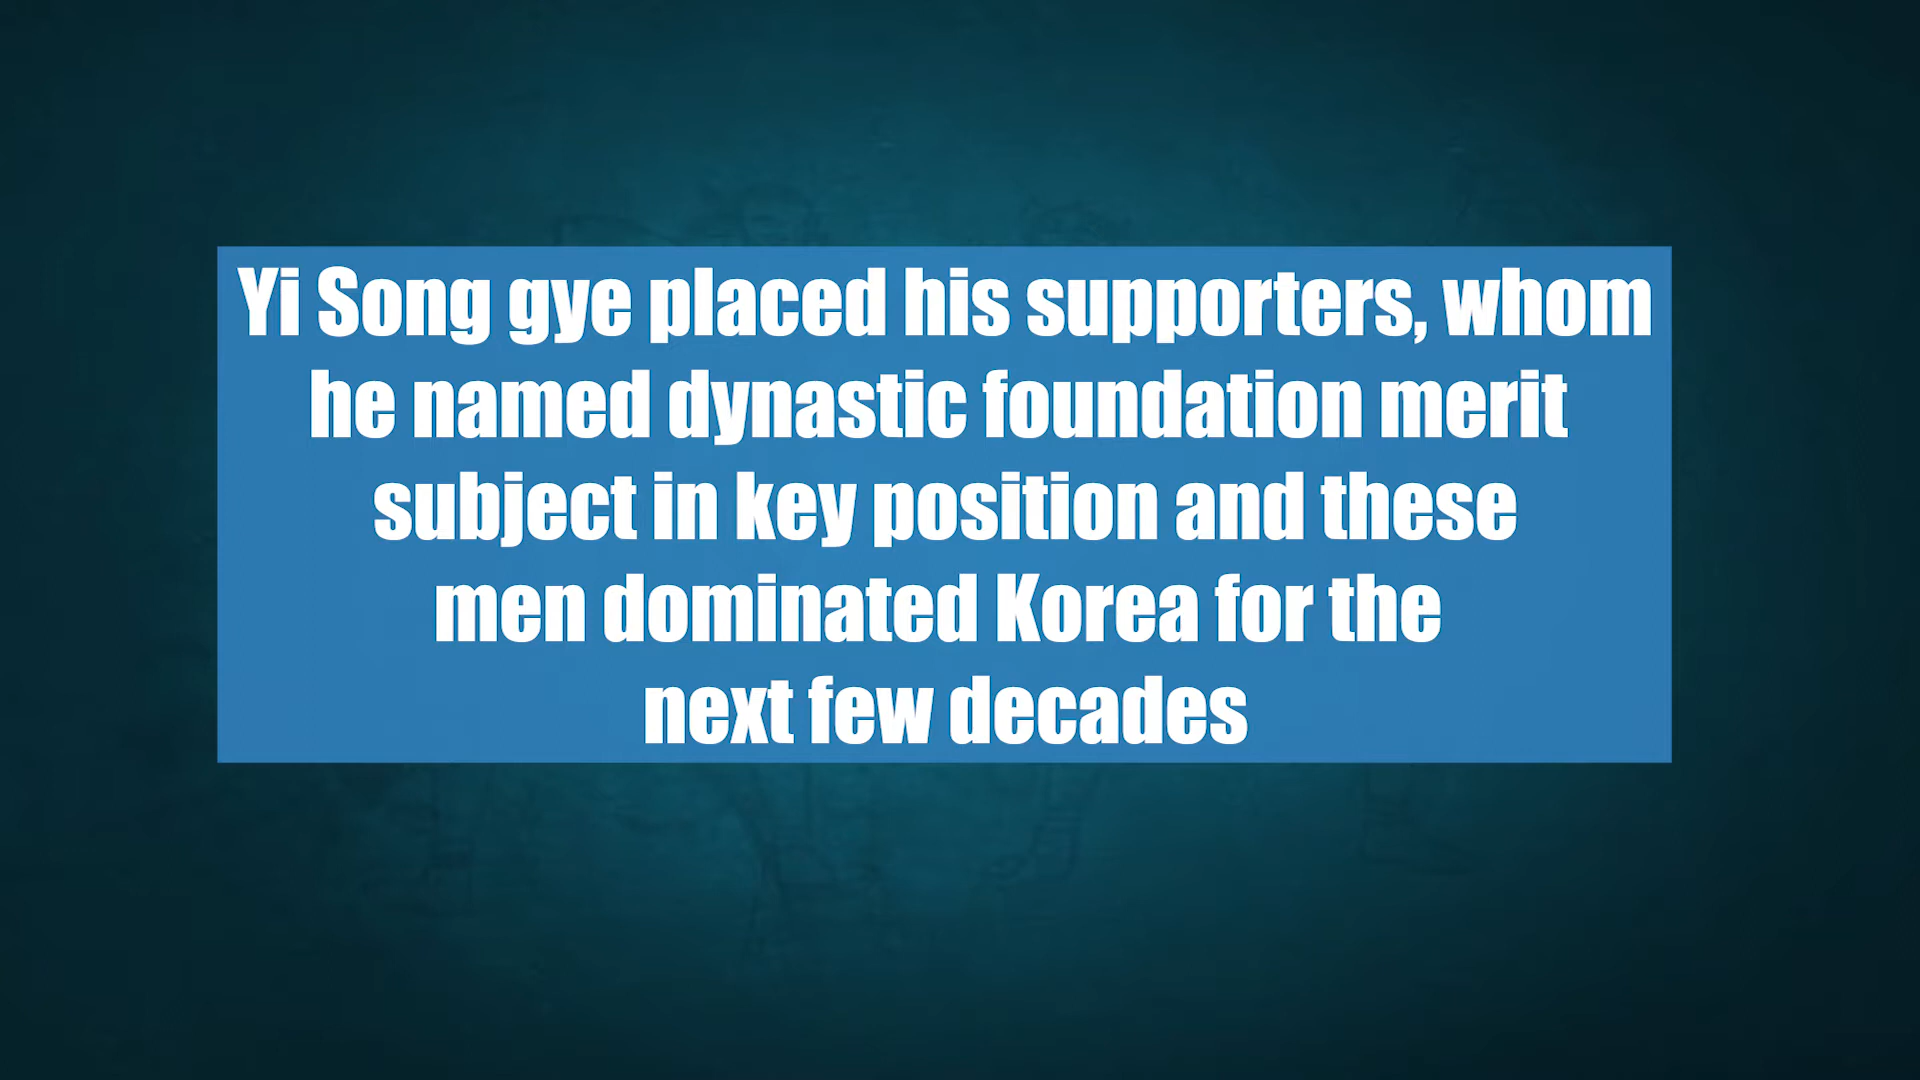 Yi Song gye placed his supporters, whom
he named dynastic foundation merit
subject in key position and these
men dominated Korea for the
next few decades